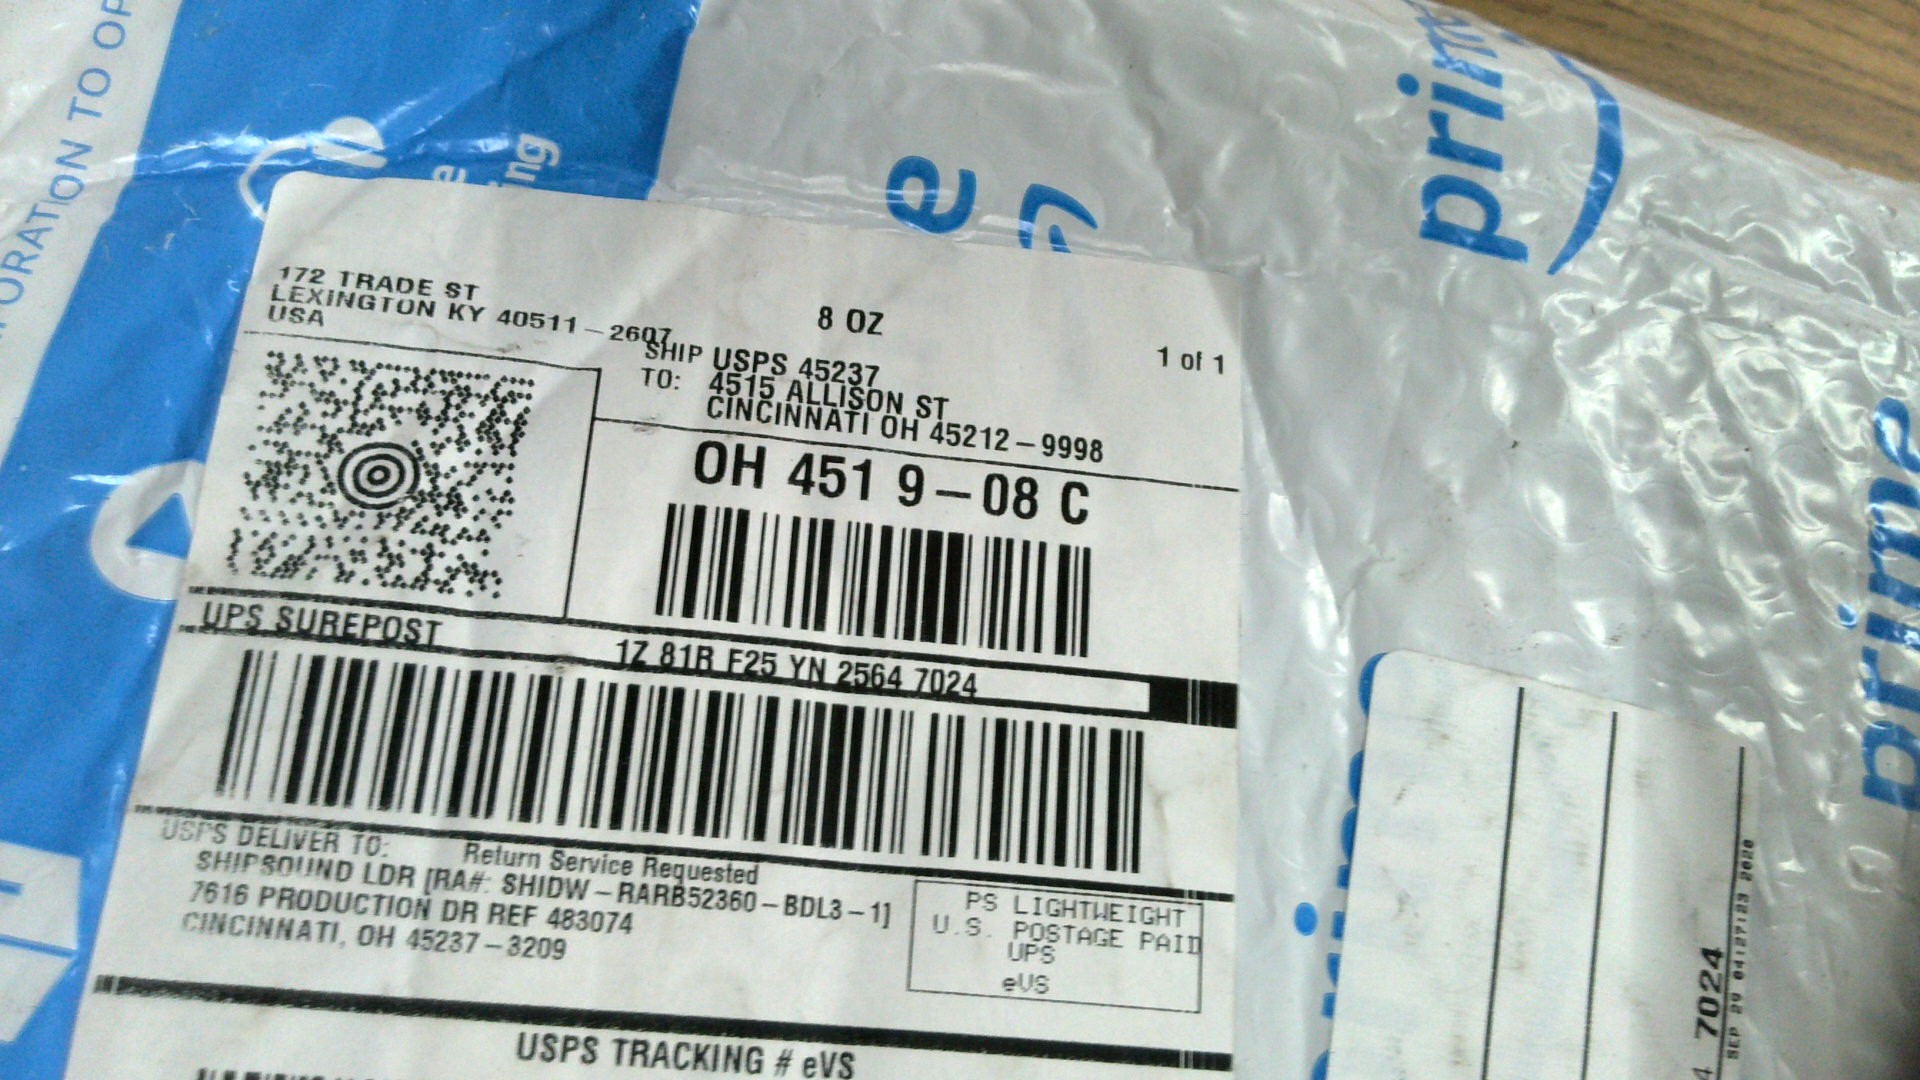 172 TRADE ST
LEXINGTON KY 40511-2607
USA
8 OZ
1 of 1
SHIP TO:
USPS 45237
4515 ALLISON ST
CINCINNATI OH 45212-9998
OH 451 9-08 C
UPS SUREPOST
1Z 81R F25 YN 2564 7024
USPS DELIVER TO:
Return Service Requested
SHIPSOUND LDR [RA#: SHIDW-RARB52360-BDL3-1]
7616 PRODUCTION DR REF 483074
CINCINNATI, OH 45237-3209
PS LIGHTWEIGHT
U.S. POSTAGE PAID
UPS
eVS
USPS TRACKING # eVS
TO
prime
prime
7024